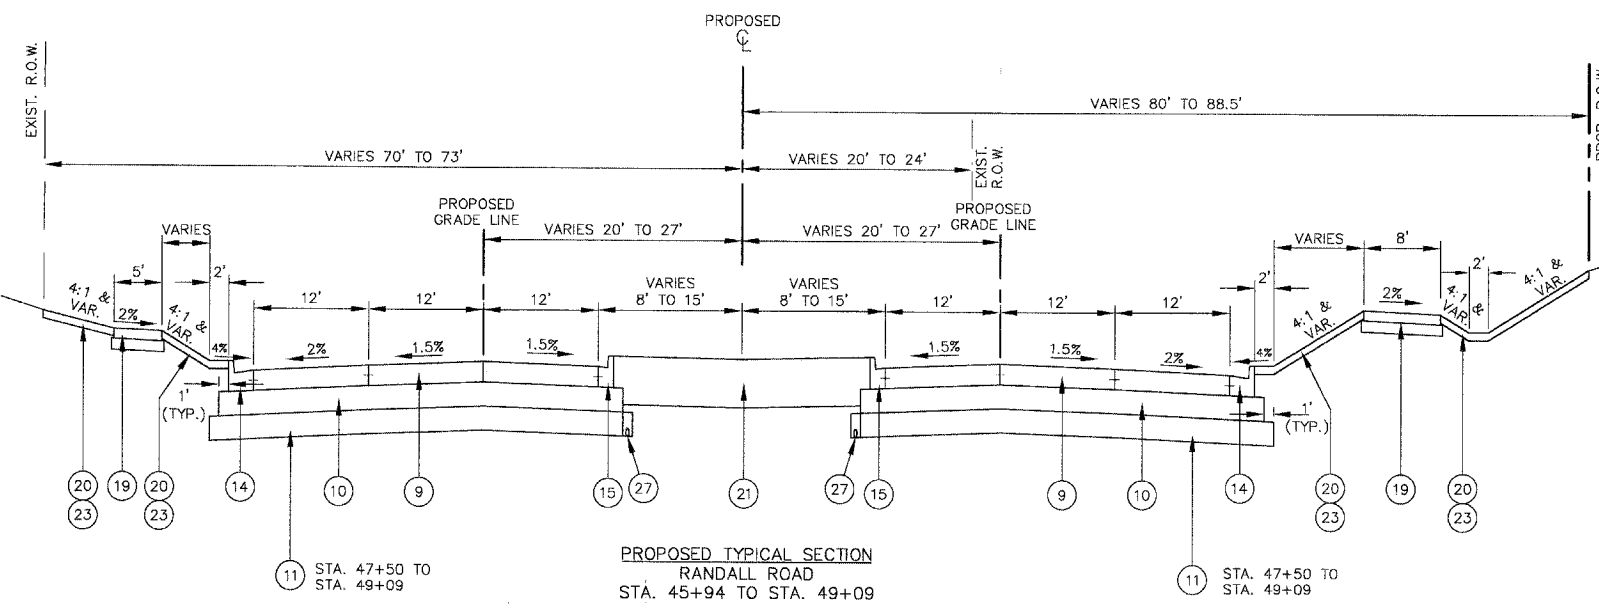 PROPOSED
℄
EXIST. R.O.W.
PROP. R.O.W.
VARIES 80' TO 88.5'
VARIES 70' TO 73'
VARIES 20' TO 24'
EXIST.
R.O.W.
PROPOSED
GRADE LINE
PROPOSED
GRADE LINE
VARIES
VARIES 20' TO 27'
VARIES 20' TO 27'
VARIES
8'
5'
2'
VARIES
8' TO 15'
VARIES
8' TO 15'
2'
2'
4:1 &
VAR.
12'
12'
12'
12'
12'
12'
4:1 &
VAR.
4:1 &
VAR.
2%
4:1 &
VAR.
4:1 &
VAR.
2%
4%
2%
1.5%
1.5%
1.5%
1.5%
2%
4%
1'
(TYP.)
1'
(TYP.)
20
23
19
20
23
14
10
9
15
27
21
27
15
9
10
14
20
23
19
20
23
11
STA. 47+50 TO
STA. 49+09
11
STA. 47+50 TO
STA. 49+09
PROPOSED TYPICAL SECTION
RANDALL ROAD
STA. 45+94 TO STA. 49+09